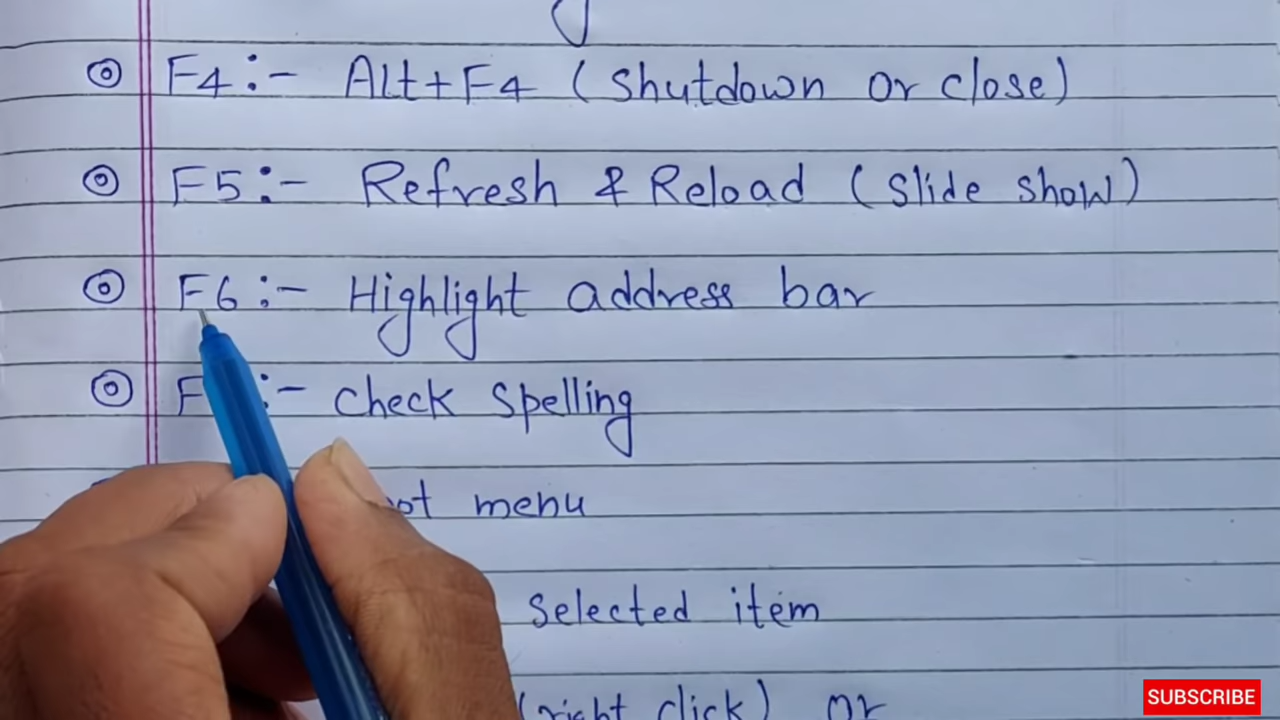 F4:- Alt+F4 (Shutdown or close)
F5:- Refresh & Reload (Slide show)
F6:- Highlight address bar
F :- check spelling
menu
Selected item
(right click) or
SUBSCRIBE